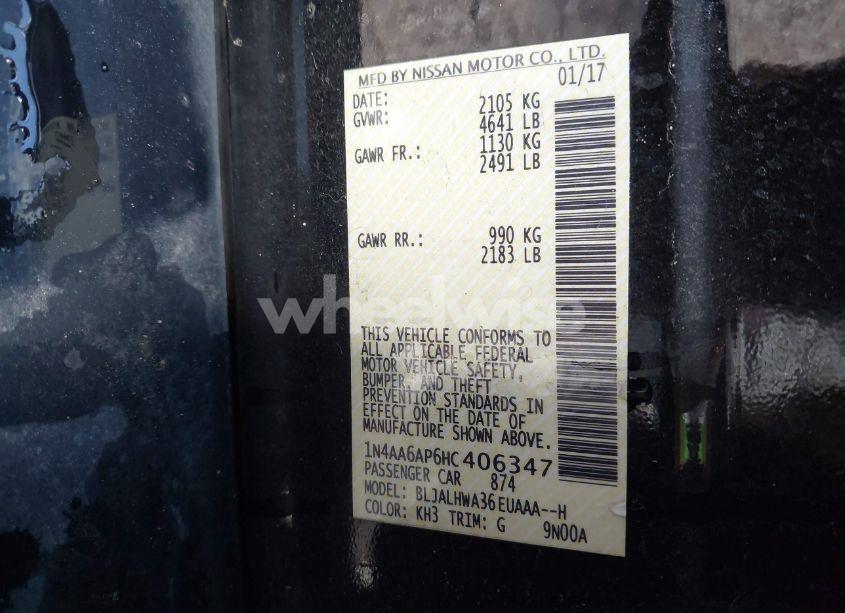 MFD BY NISSAN MOTOR CO., LTD.
DATE: 01/17
GVWR: 2105 KG
4641 LB
GAWR FR.: 1130 KG
2491 LB
GAWR RR.: 990 KG
2183 LB
wheelwise
THIS VEHICLE CONFORMS TO
ALL APPLICABLE FEDERAL
MOTOR VEHICLE SAFETY,
BUMPER, AND THEFT
PREVENTION STANDARDS IN
EFFECT ON THE DATE OF
MANUFACTURE SHOWN ABOVE.
1N4AA6AP6HC406347
PASSENGER CAR 874
MODEL: BLJALHWA36EUAAA--H
COLOR: KH3 TRIM: G 9N00A